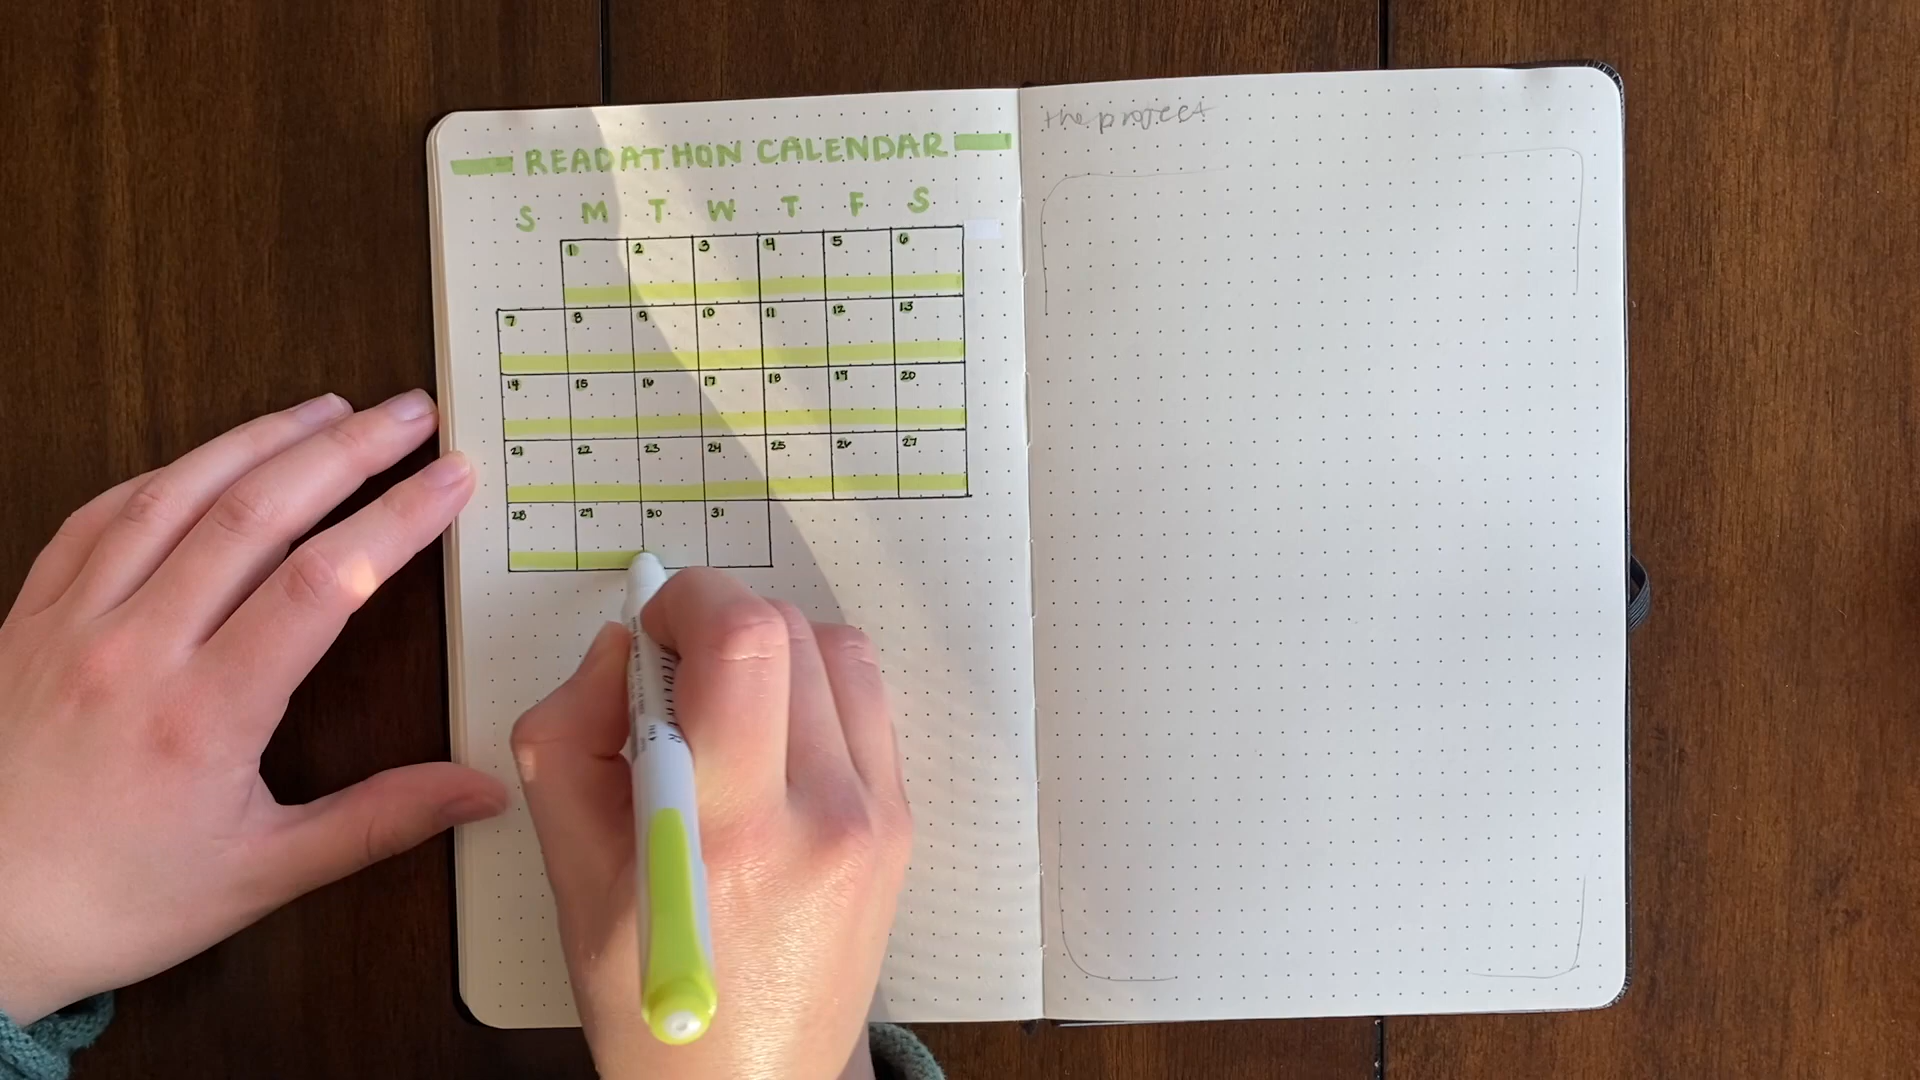 READATHON CALENDAR
S M T W T F S
1 2 3 4 5 6
7 8 9 10 11 12 13
14 15 16 17 18 19 20
21 22 23 24 25 26 27
28 29 30 31
the project
MILDLINER